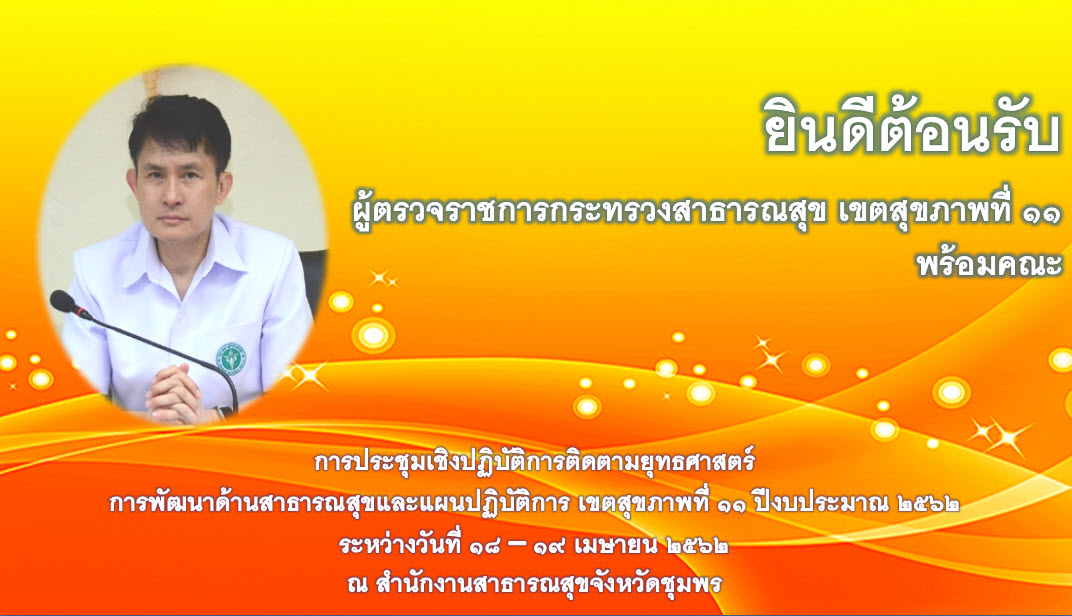 ยินดีต้อนรับ
ผู้ตรวจราชการกระทรวงสาธารณสุข เขตสุขภาพที่ ๑๑
พร้อมคณะ
การประชุมเชิงปฏิบัติการติดตามยุทธศาสตร์
การพัฒนาด้านสาธารณสุขและแผนปฏิบัติการ เขตสุขภาพที่ ๑๑ ปีงบประมาณ ๒๕๖๒
ระหว่างวันที่ ๑๘ – ๑๙ เมษายน ๒๕๖๒
ณ สำนักงานสาธารณสุขจังหวัดชุมพร